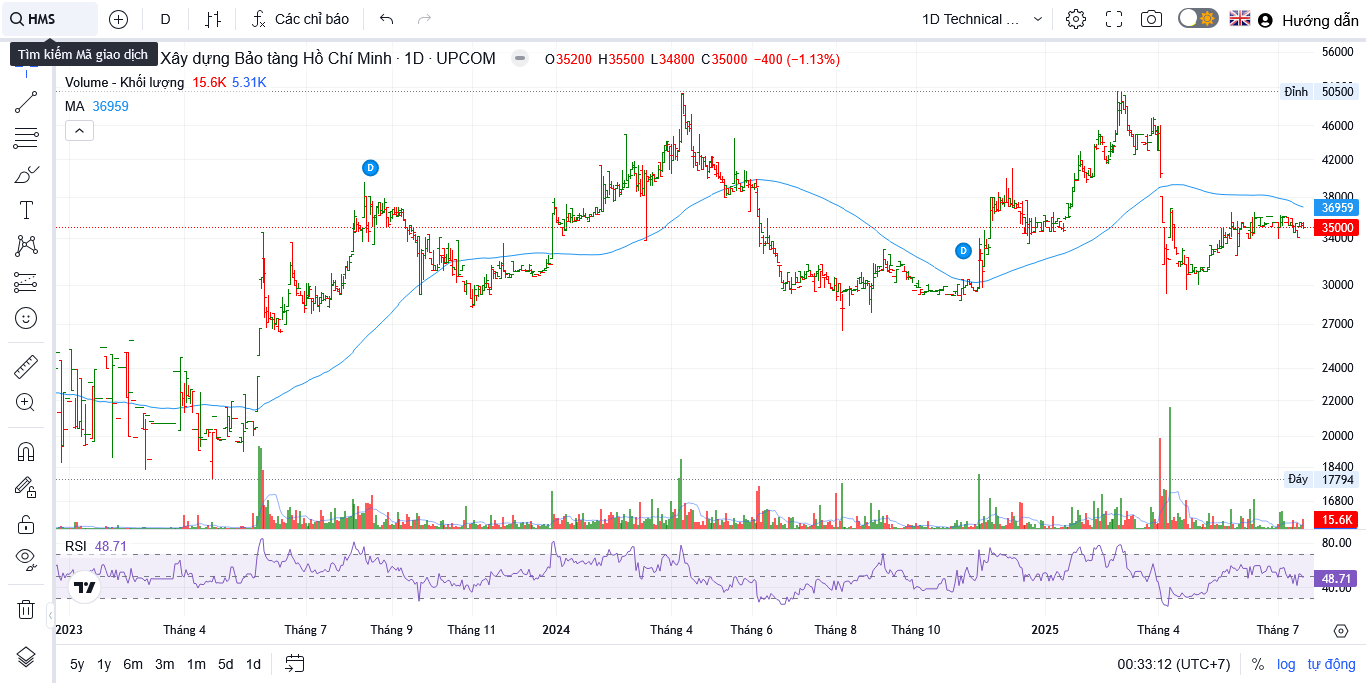 HMS
D
Các chỉ báo
1D Technical ...
Hướng dẫn
Tìm kiếm Mã giao dịch
Xây dựng Bảo tàng Hồ Chí Minh · 1D · UPCOM
O35200 H35500 L34800 C35000 −400 (−1.13%)
Volume - Khối lượng 15.6K 5.31K
MA 36959
56000
Đỉnh 50500
46000
42000
38000
36959
35000
34000
30000
27000
24000
22000
20000
18400
Đáy 17794
16800
15.6K
D
D
RSI 48.71
80.00
48.71
40.00
2023 Tháng 4 Tháng 7 Tháng 9 Tháng 11 2024 Tháng 4 Tháng 6 Tháng 8 Tháng 10 2025 Tháng 4 Tháng 7
5y 1y 6m 3m 1m 5d 1d
00:33:12 (UTC+7) % log tự động